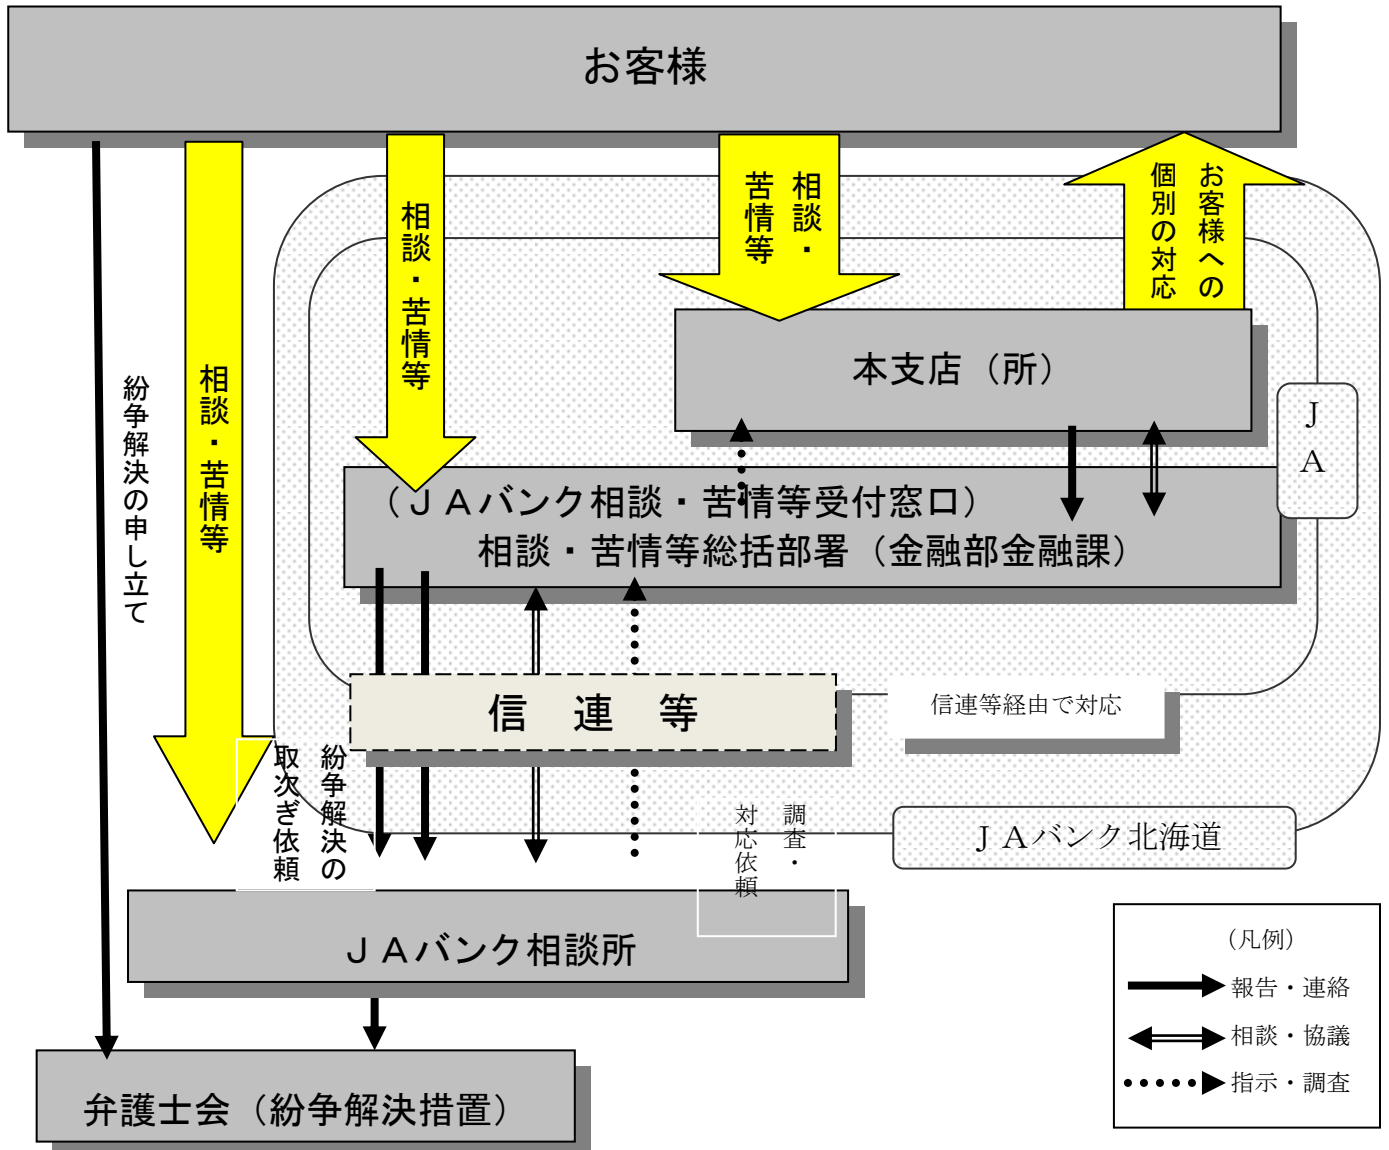 お客様
相談・
苦情等
お客様への
個別の対応
相談・苦情等
相談・苦情等
紛争解決の申し立て
本支店（所）
ＪＡ
（ＪＡバンク相談・苦情等受付窓口）
相談・苦情等総括部署（金融部金融課）
信　連　等
信連等経由で対応
紛争解決の
取次ぎ依頼
調査・
対応依頼
ＪＡバンク北海道
ＪＡバンク相談所
弁護士会（紛争解決措置）
（凡例）
報告・連絡
相談・協議
指示・調査